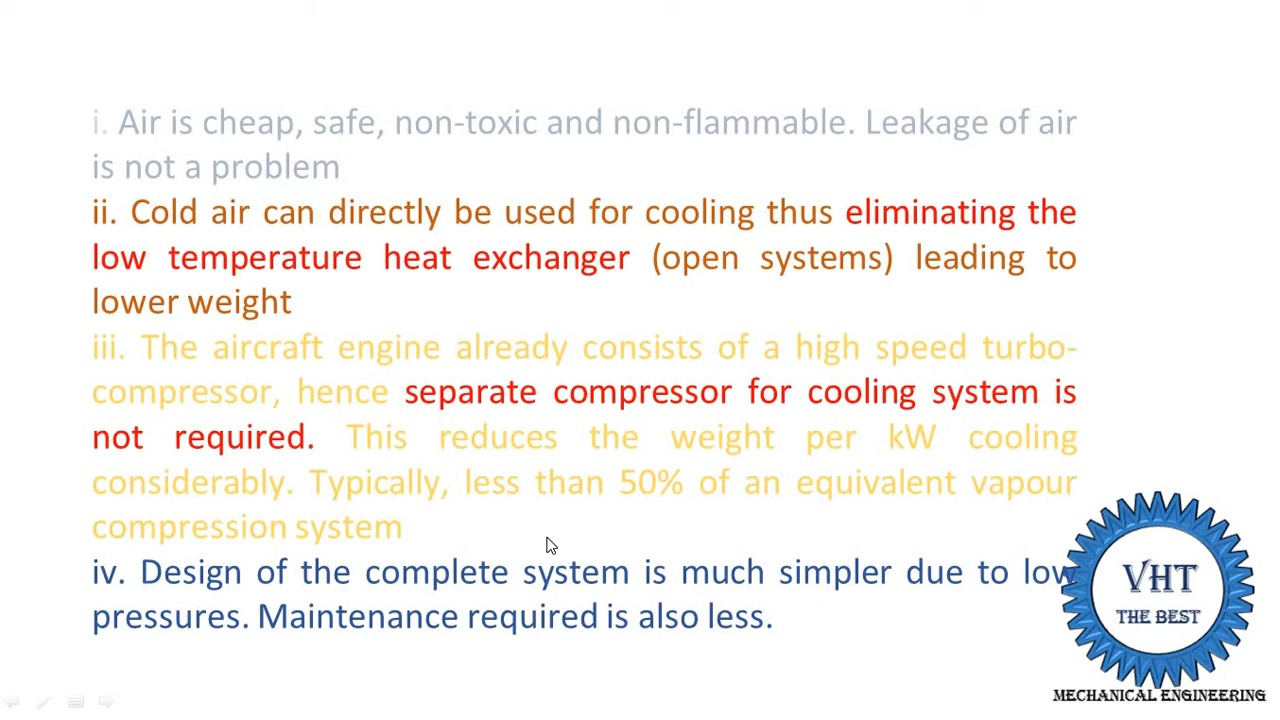 i. Air is cheap, safe, non-toxic and non-flammable. Leakage of air
is not a problem
ii. Cold air can directly be used for cooling thus eliminating the
low temperature heat exchanger (open systems) leading to
lower weight
iii. The aircraft engine already consists of a high speed turbo-
compressor, hence separate compressor for cooling system is
not required. This reduces the weight per kW cooling
considerably. Typically, less than 50% of an equivalent vapour
compression system
iv. Design of the complete system is much simpler due to low
pressures. Maintenance required is also less.
VHT
THE BEST
MECHANICAL ENGINEERING